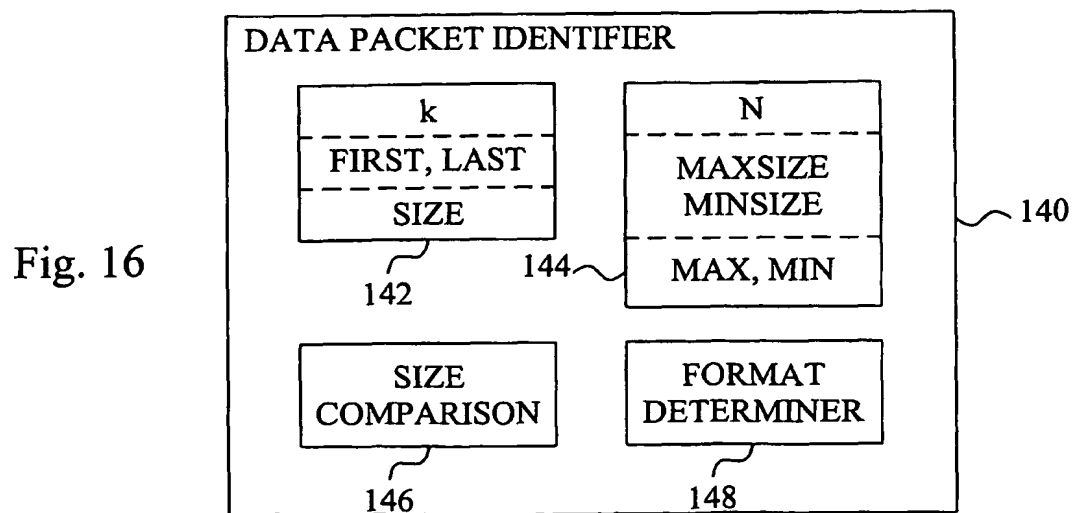 DATA PACKET IDENTIFIER
k
FIRST, LAST
SIZE
142
N
MAXSIZE
MINSIZE
MAX, MIN
144
140
Fig. 16
SIZE
COMPARISON
146
FORMAT
DETERMINER
148